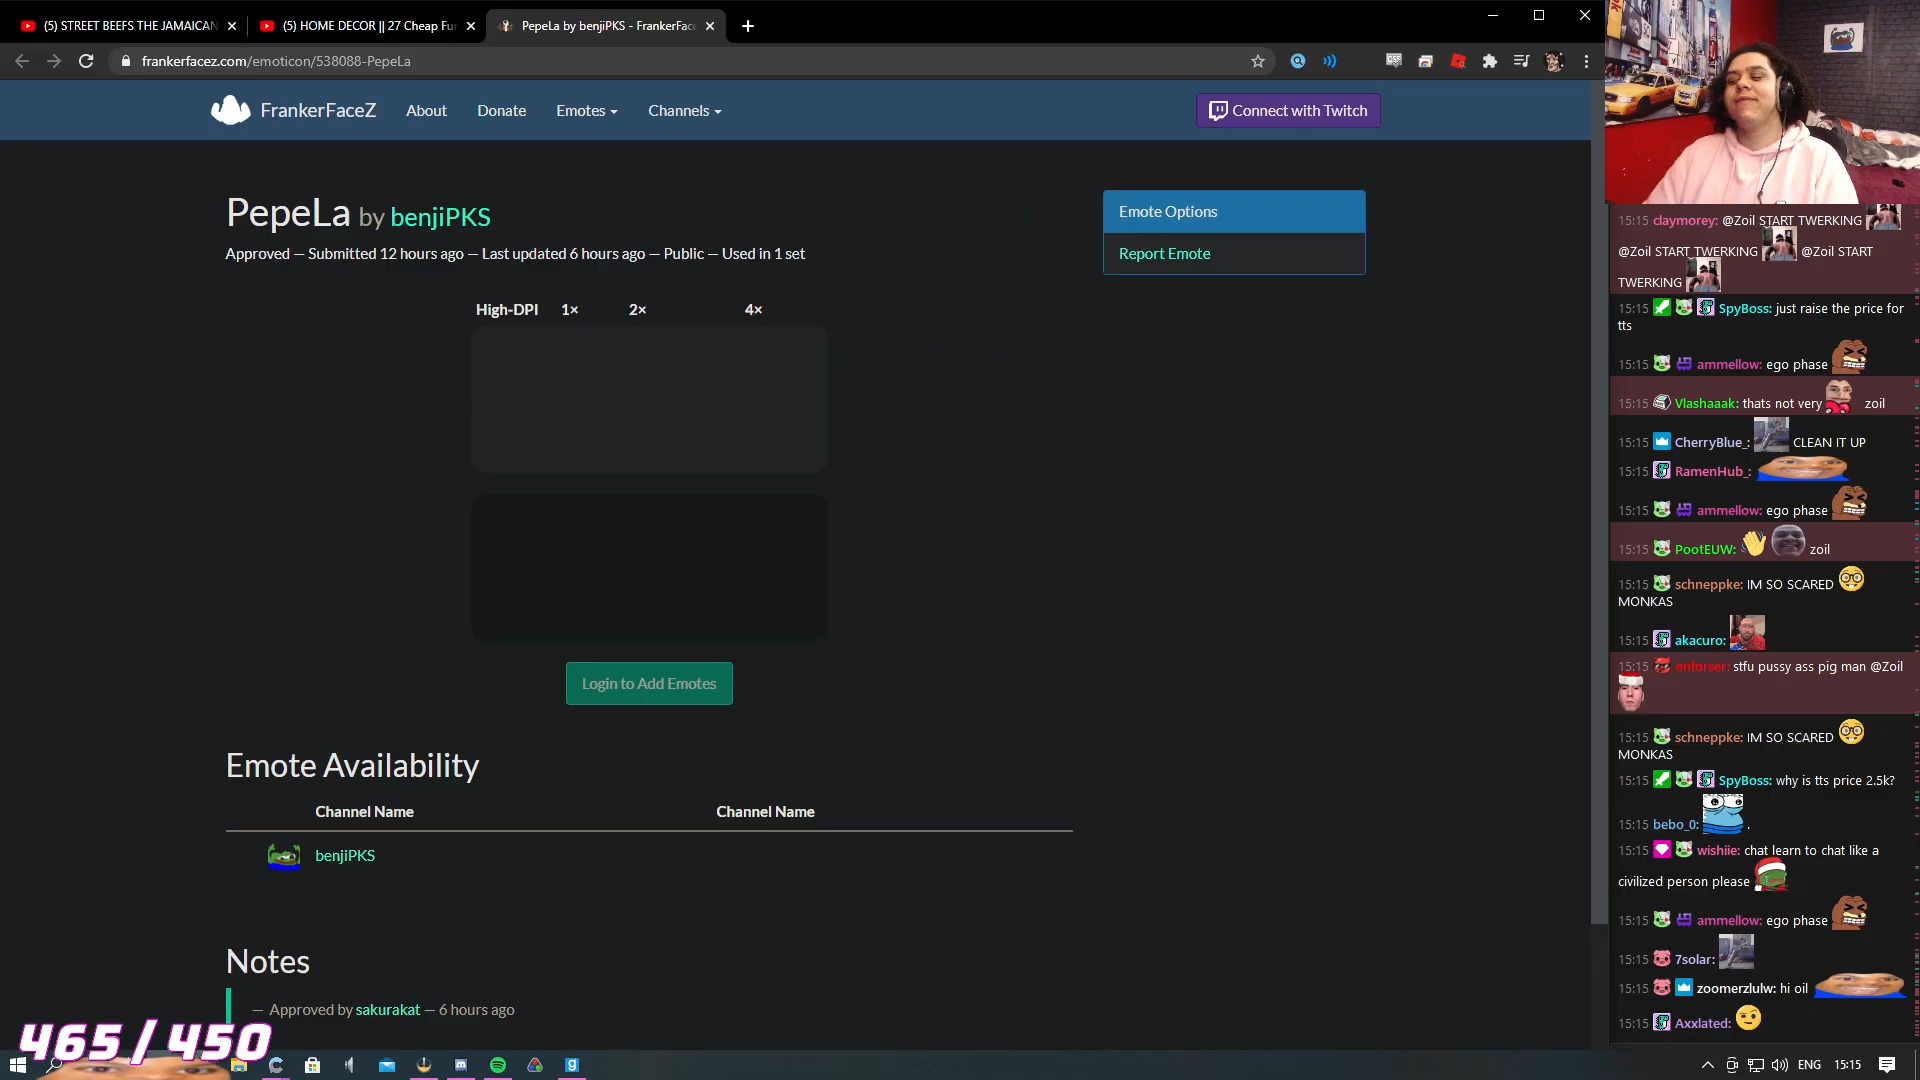 (5) STREET BEEFS THE JAMAICAN
(5) HOME DECOR || 27 Cheap Fur
PepeLa by benjiPKS - FrankerFace
frankerfacez.com/emoticon/538088-PepeLa
FrankerFaceZ
About
Donate
Emotes
Channels
Connect with Twitch
PepeLa by benjiPKS
Approved — Submitted 12 hours ago — Last updated 6 hours ago — Public — Used in 1 set
Emote Options
Report Emote
High-DPI 1× 2× 4×
Login to Add Emotes
Emote Availability
Channel Name Channel Name
benjiPKS
Notes
— Approved by sakurakat — 6 hours ago
465/450
15:15 claymorey: @Zoil START TWERKING
@Zoil START TWERKING @Zoil START
TWERKING
15:15 SpyBoss: just raise the price for
tts
15:15 ammellow: ego phase
15:15 Vlashaaak: thats not very zoil
15:15 CherryBlue_: CLEAN IT UP
15:15 RamenHub_:
15:15 ammellow: ego phase
15:15 PootEUW: zoil
15:15 schneppke: IM SO SCARED
MONKAS
15:15 akacuro:
15:15 enforser: stfu pussy ass pig man @Zoil
15:15 schneppke: IM SO SCARED
MONKAS
15:15 SpyBoss: why is tts price 2.5k?
15:15 bebo_0: .
15:15 wishiie: chat learn to chat like a
civilized person please
15:15 ammellow: ego phase
15:15 7solar:
15:15 zoomerzlulw: hi oil
15:15 Axxlated:
ENG 15:15